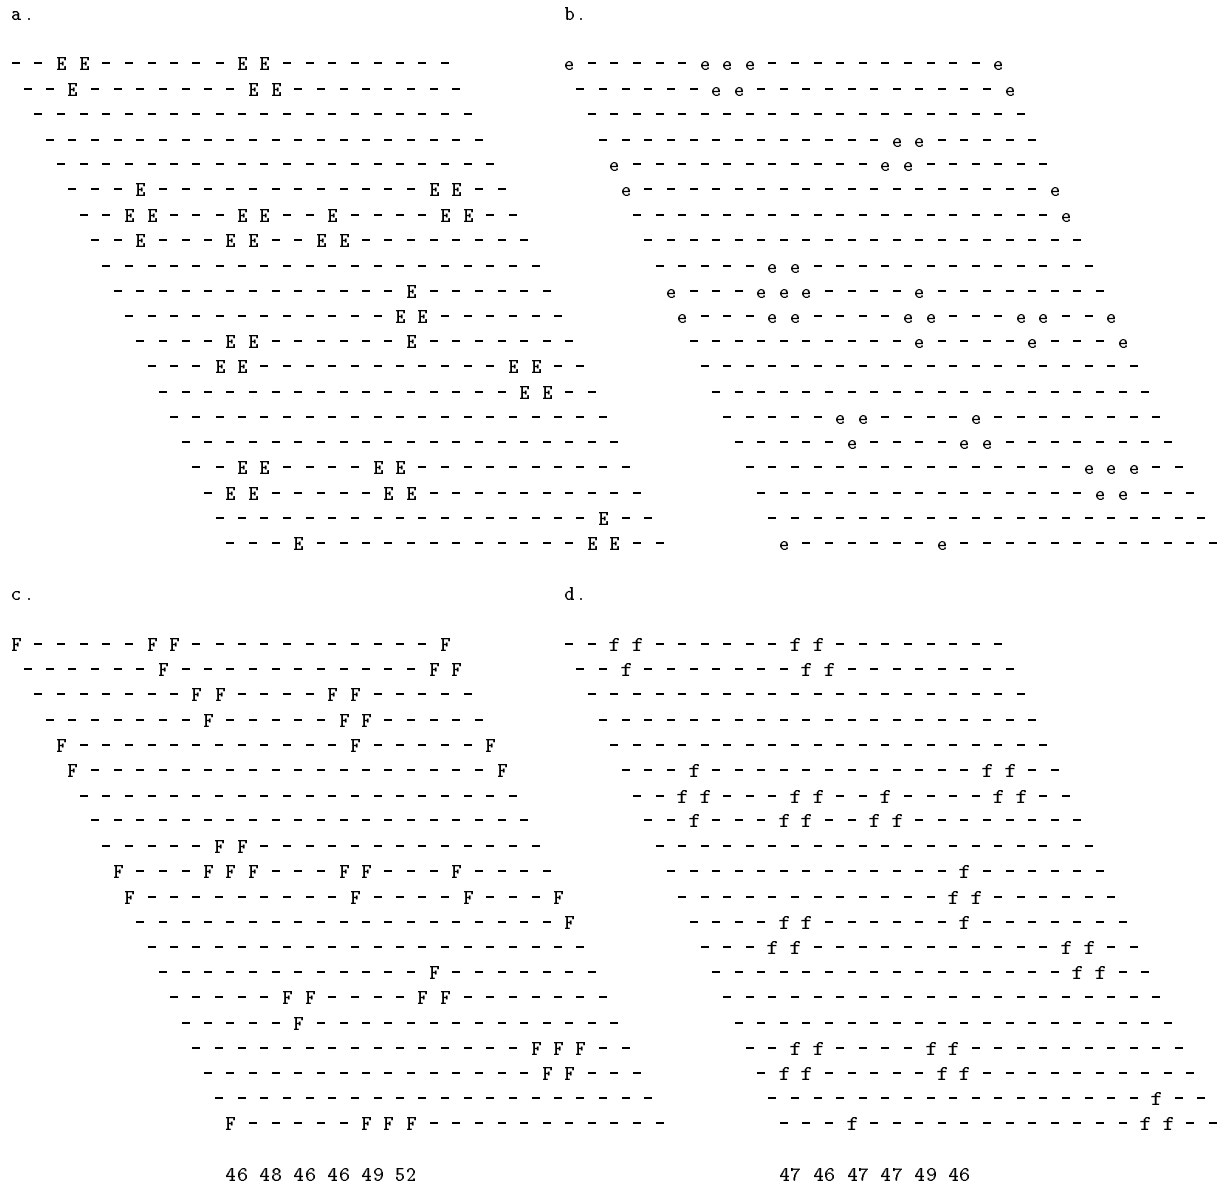 a. b.
- - E E - - - - - - E E - - - - - - - - e - - - - - e e e - - - - - - - - - - e
- - E - - - - - - - E E - - - - - - - - - - - - - - e e - - - - - - - - - - - e
- - - - - - - - - - - - - - - - - - - - - - - - - - - - - - - - - - - - - - - -
- - - - - - - - - - - - - - - - - - - - - - - - - - - - - - - - - e e - - - - -
- - - - - - - - - - - - - - - - - - - - e - - - - - - - - - - - e e - - - - - -
- - - E - - - - - - - - - - - - E E - - e - - - - - - - - - - - - - - - - - - e
- - E E - - - E E - - E - - - - E E - - - - - - - - - - - - - - - - - - - - - e
- - E - - - E E - - E E - - - - - - - - - - - - - - - - - - - - - - - - - - - -
- - - - - - - - - - - - - - - - - - - - - - - - - e e - - - - - - - - - - - - -
- - - - - - - - - - - - - E - - - - - - e - - - e e e - - - - e - - - - - - - -
- - - - - - - - - - - - E E - - - - - - e - - - e e - - - - e e - - - e e - - e
- - - - E E - - - - - - E - - - - - - - - - - - - - - - - - e - - - - e - - - e
- - - E E - - - - - - - - - - - E E - - - - - - - - - - - - - - - - - - - - - -
- - - - - - - - - - - - - - - - E E - - - - - - - - - - - - - - - - - - - - - -
- - - - - - - - - - - - - - - - - - - - - - - - - e e - - - - e - - - - - - - -
- - - - - - - - - - - - - - - - - - - - - - - - - e - - - - e e - - - - - - - -
- - E E - - - - E E - - - - - - - - - - - - - - - - - - - - - - - - - e e e - -
- E E - - - - - E E - - - - - - - - - - - - - - - - - - - - - - - - - e e - - -
- - - - - - - - - - - - - - - - - E - - - - - - - - - - - - - - - - - - - - - -
- - - E - - - - - - - - - - - - E E - - e - - - - - - e - - - - - - - - - - - -
c. d.
F - - - - - F F - - - - - - - - - - - F - - f f - - - - - - f f - - - - - - - -
- - - - - - F - - - - - - - - - - - F F - - f - - - - - - - f f - - - - - - - -
- - - - - - - F F - - - - F F - - - - - - - - - - - - - - - - - - - - - - - - -
- - - - - - - F - - - - - F F - - - - - - - - - - - - - - - - - - - - - - - - -
F - - - - - - - - - - - - F - - - - - F - - - - - - - - - - - - - - - - - - - -
F - - - - - - - - - - - - - - - - - - F - - - f - - - - - - - - - - - - f f - -
- - - - - - - - - - - - - - - - - - - - - - f f - - - f f - - f - - - - f f - -
- - - - - - - - - - - - - - - - - - - - - - f - - - f f - - f f - - - - - - - -
- - - - - F F - - - - - - - - - - - - - - - - - - - - - - - - - - - - - - - - -
F - - - F F F - - - F F - - - F - - - - - - - - - - - - - - - - - f - - - - - -
F - - - - - - - - - F - - - - F - - - F - - - - - - - - - - - - f f - - - - - -
- - - - - - - - - - - - - - - - - - - F - - - - f f - - - - - - f - - - - - - -
- - - - - - - - - - - - - - - - - - - - - - - f f - - - - - - - - - - - f f - -
- - - - - - - - - - - - F - - - - - - - - - - - - - - - - - - - - - - - f f - -
- - - - - F F - - - - F F - - - - - - - - - - - - - - - - - - - - - - - - - - -
- - - - - F - - - - - - - - - - - - - - - - - - - - - - - - - - - - - - - - - -
- - - - - - - - - - - - - - - F F F - - - - f f - - - - f f - - - - - - - - - -
- - - - - - - - - - - - - - - F F - - - - f f - - - - - f f - - - - - - - - - -
- - - - - - - - - - - - - - - - - - - - - - - - - - - - - - - - - - - - - f - -
F - - - - - F F F - - - - - - - - - - - - - - f - - - - - - - - - - - - f f - -
46 48 46 46 49 52 47 46 47 47 49 46